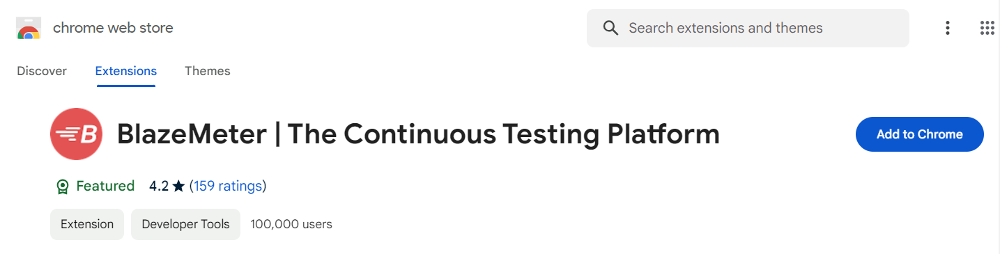 chrome web store
Search extensions and themes
Discover Extensions Themes
B BlazeMeter | The Continuous Testing Platform
Add to Chrome
Featured 4.2 ★ (159 ratings)
Extension Developer Tools 100,000 users